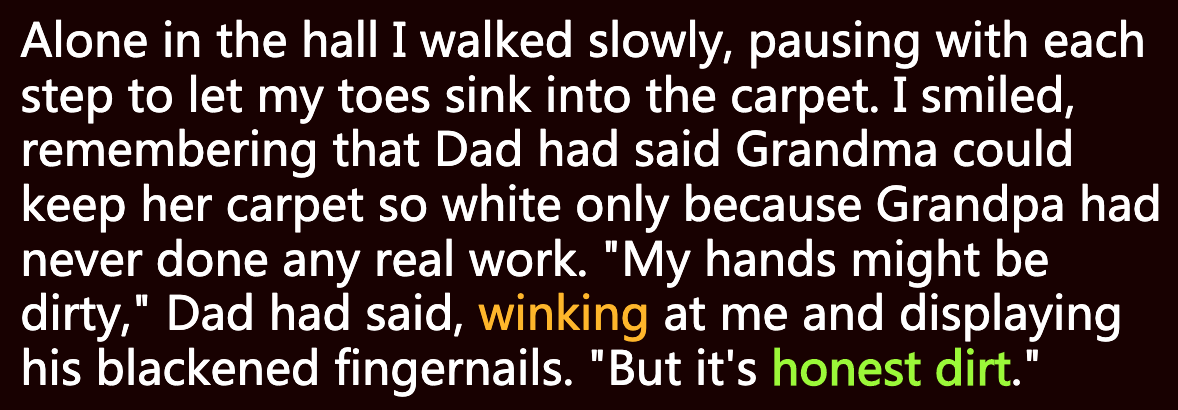 Alone in the hall I walked slowly, pausing with each
step to let my toes sink into the carpet. I smiled,
remembering that Dad had said Grandma could
keep her carpet so white only because Grandpa had
never done any real work. "My hands might be
dirty," Dad had said, winking at me and displaying
his blackened fingernails. "But it's honest dirt."